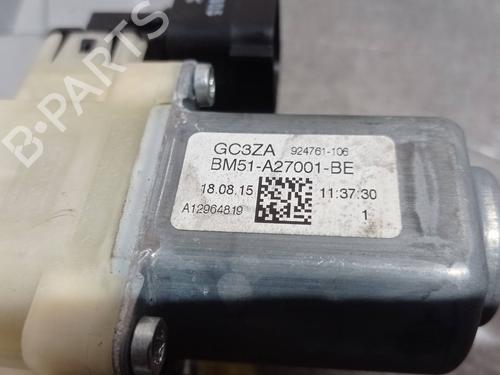 B-PARTS
GC3ZA 924761-106
BM51-A27001-BE
18.08.15 11:37:30
A12964819 1